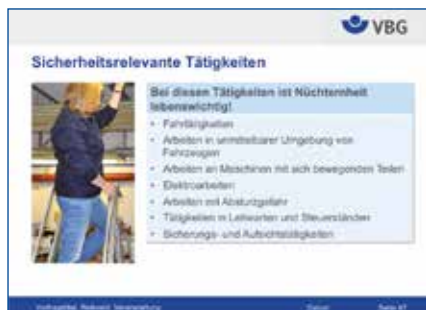 VBG
Sicherheitsrelevante Tätigkeiten
Bei diesen Tätigkeiten ist Nüchternheit
lebenswichtig!
• Fahrtätigkeiten
• Arbeiten in unmittelbarer Umgebung von
Fahrzeugen
• Arbeiten an Maschinen mit sich bewegenden Teilen
• Elektroarbeiten
• Arbeiten mit Absturzgefahr
• Tätigkeiten in Leitwarten und Steuerständen
• Sicherungs- und Aufsichtstätigkeiten
Datum